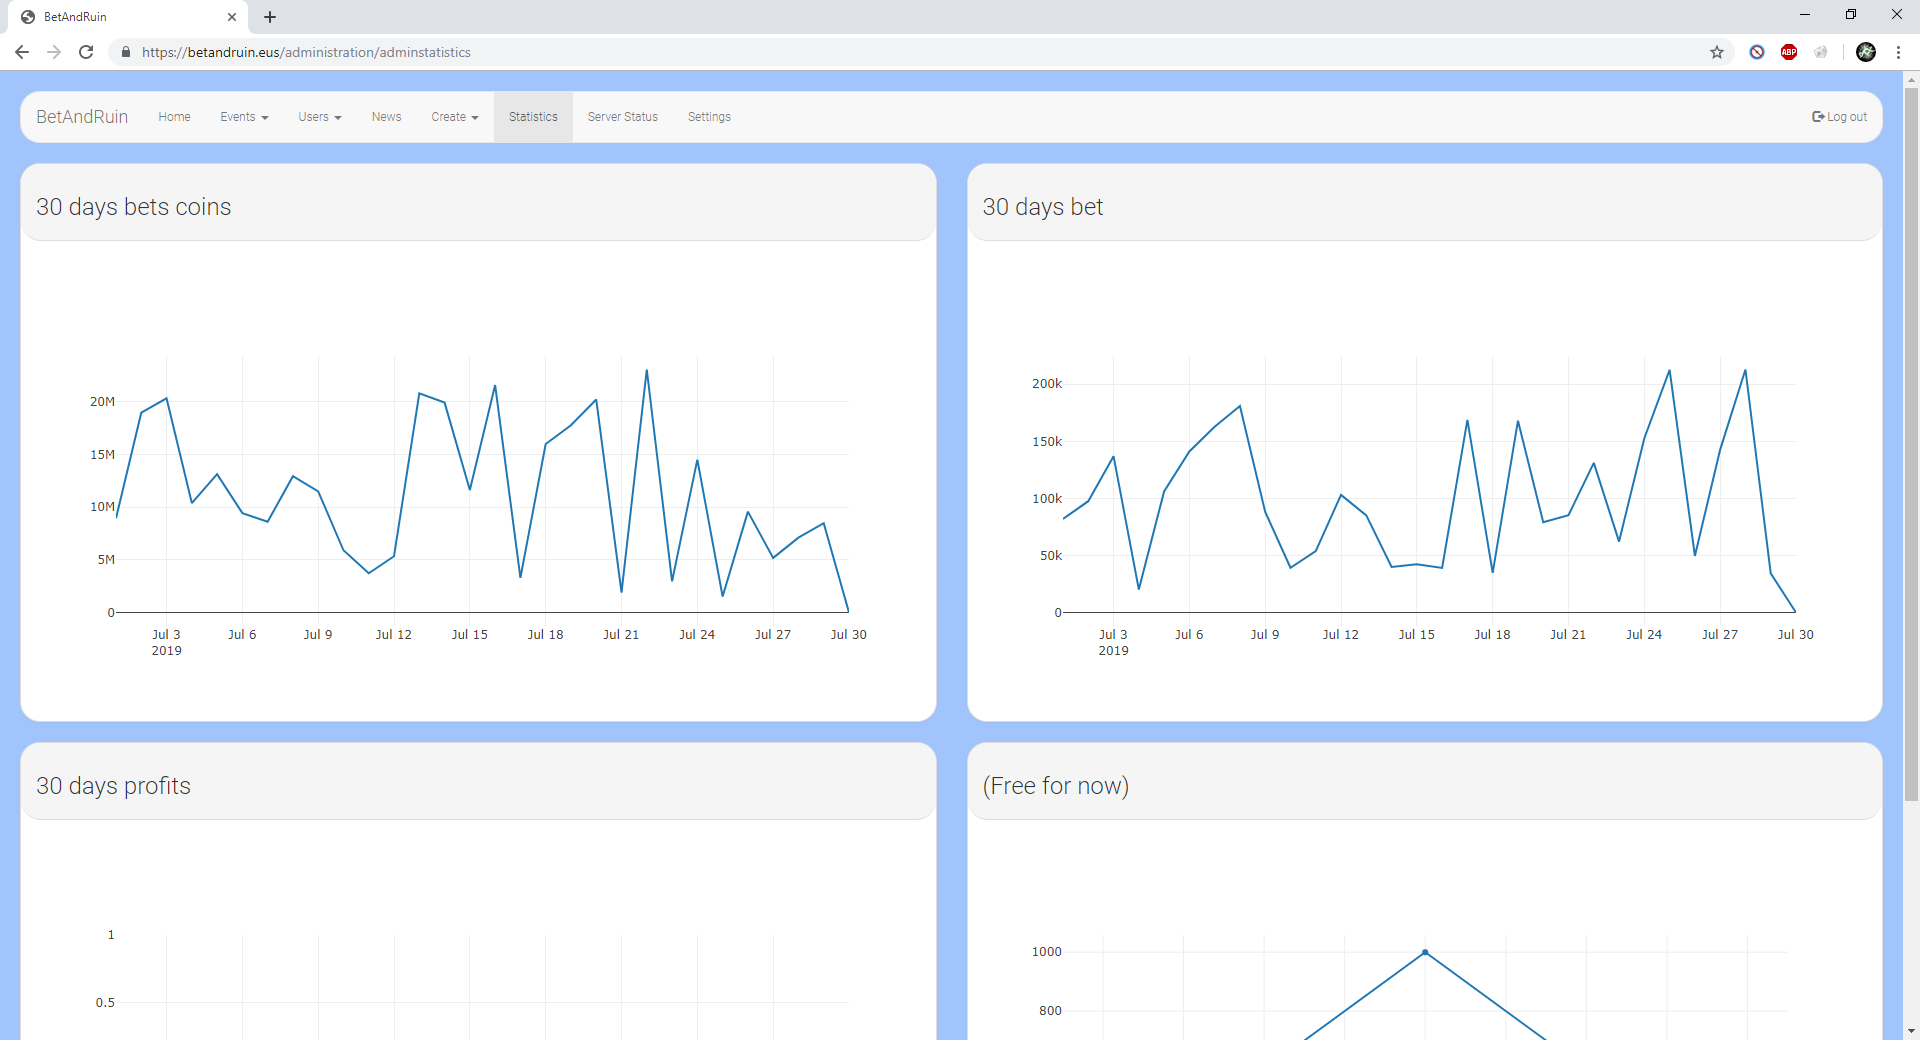 BetAndRuin
https://betandruin.eus/administration/adminstatistics
ABP
BetAndRuin Home Events Users News Create Statistics Server Status Settings Log out
30 days bets coins
20M
15M
10M
5M
0
Jul 3 Jul 6 Jul 9 Jul 12 Jul 15 Jul 18 Jul 21 Jul 24 Jul 27 Jul 30
2019
30 days bet
200k
150k
100k
50k
0
Jul 3 Jul 6 Jul 9 Jul 12 Jul 15 Jul 18 Jul 21 Jul 24 Jul 27 Jul 30
2019
30 days profits
1
0.5
(Free for now)
1000
800